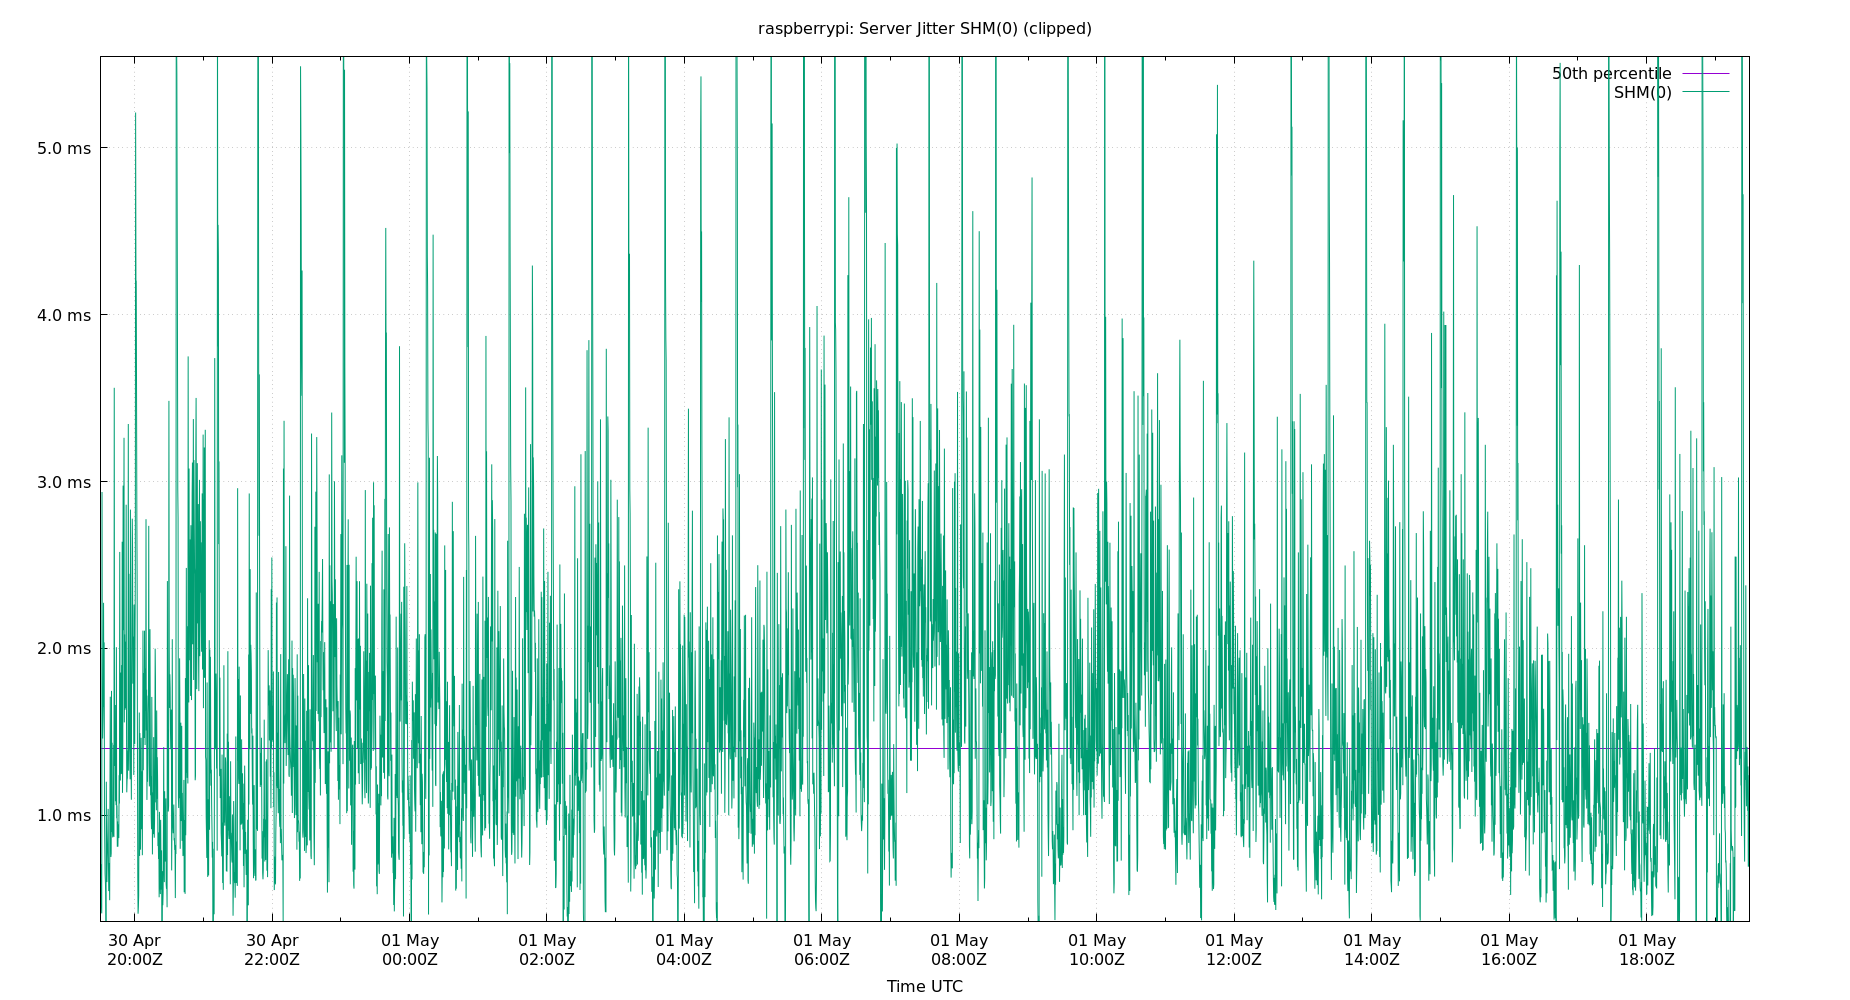 raspberrypi: Server Jitter SHM(0) (clipped)
50th percentile
SHM(0)
5.0 ms
4.0 ms
3.0 ms
2.0 ms
1.0 ms
30 Apr 30 Apr 01 May 01 May 01 May 01 May 01 May 01 May 01 May 01 May 01 May 01 May
20:00Z 22:00Z 00:00Z 02:00Z 04:00Z 06:00Z 08:00Z 10:00Z 12:00Z 14:00Z 16:00Z 18:00Z
Time UTC